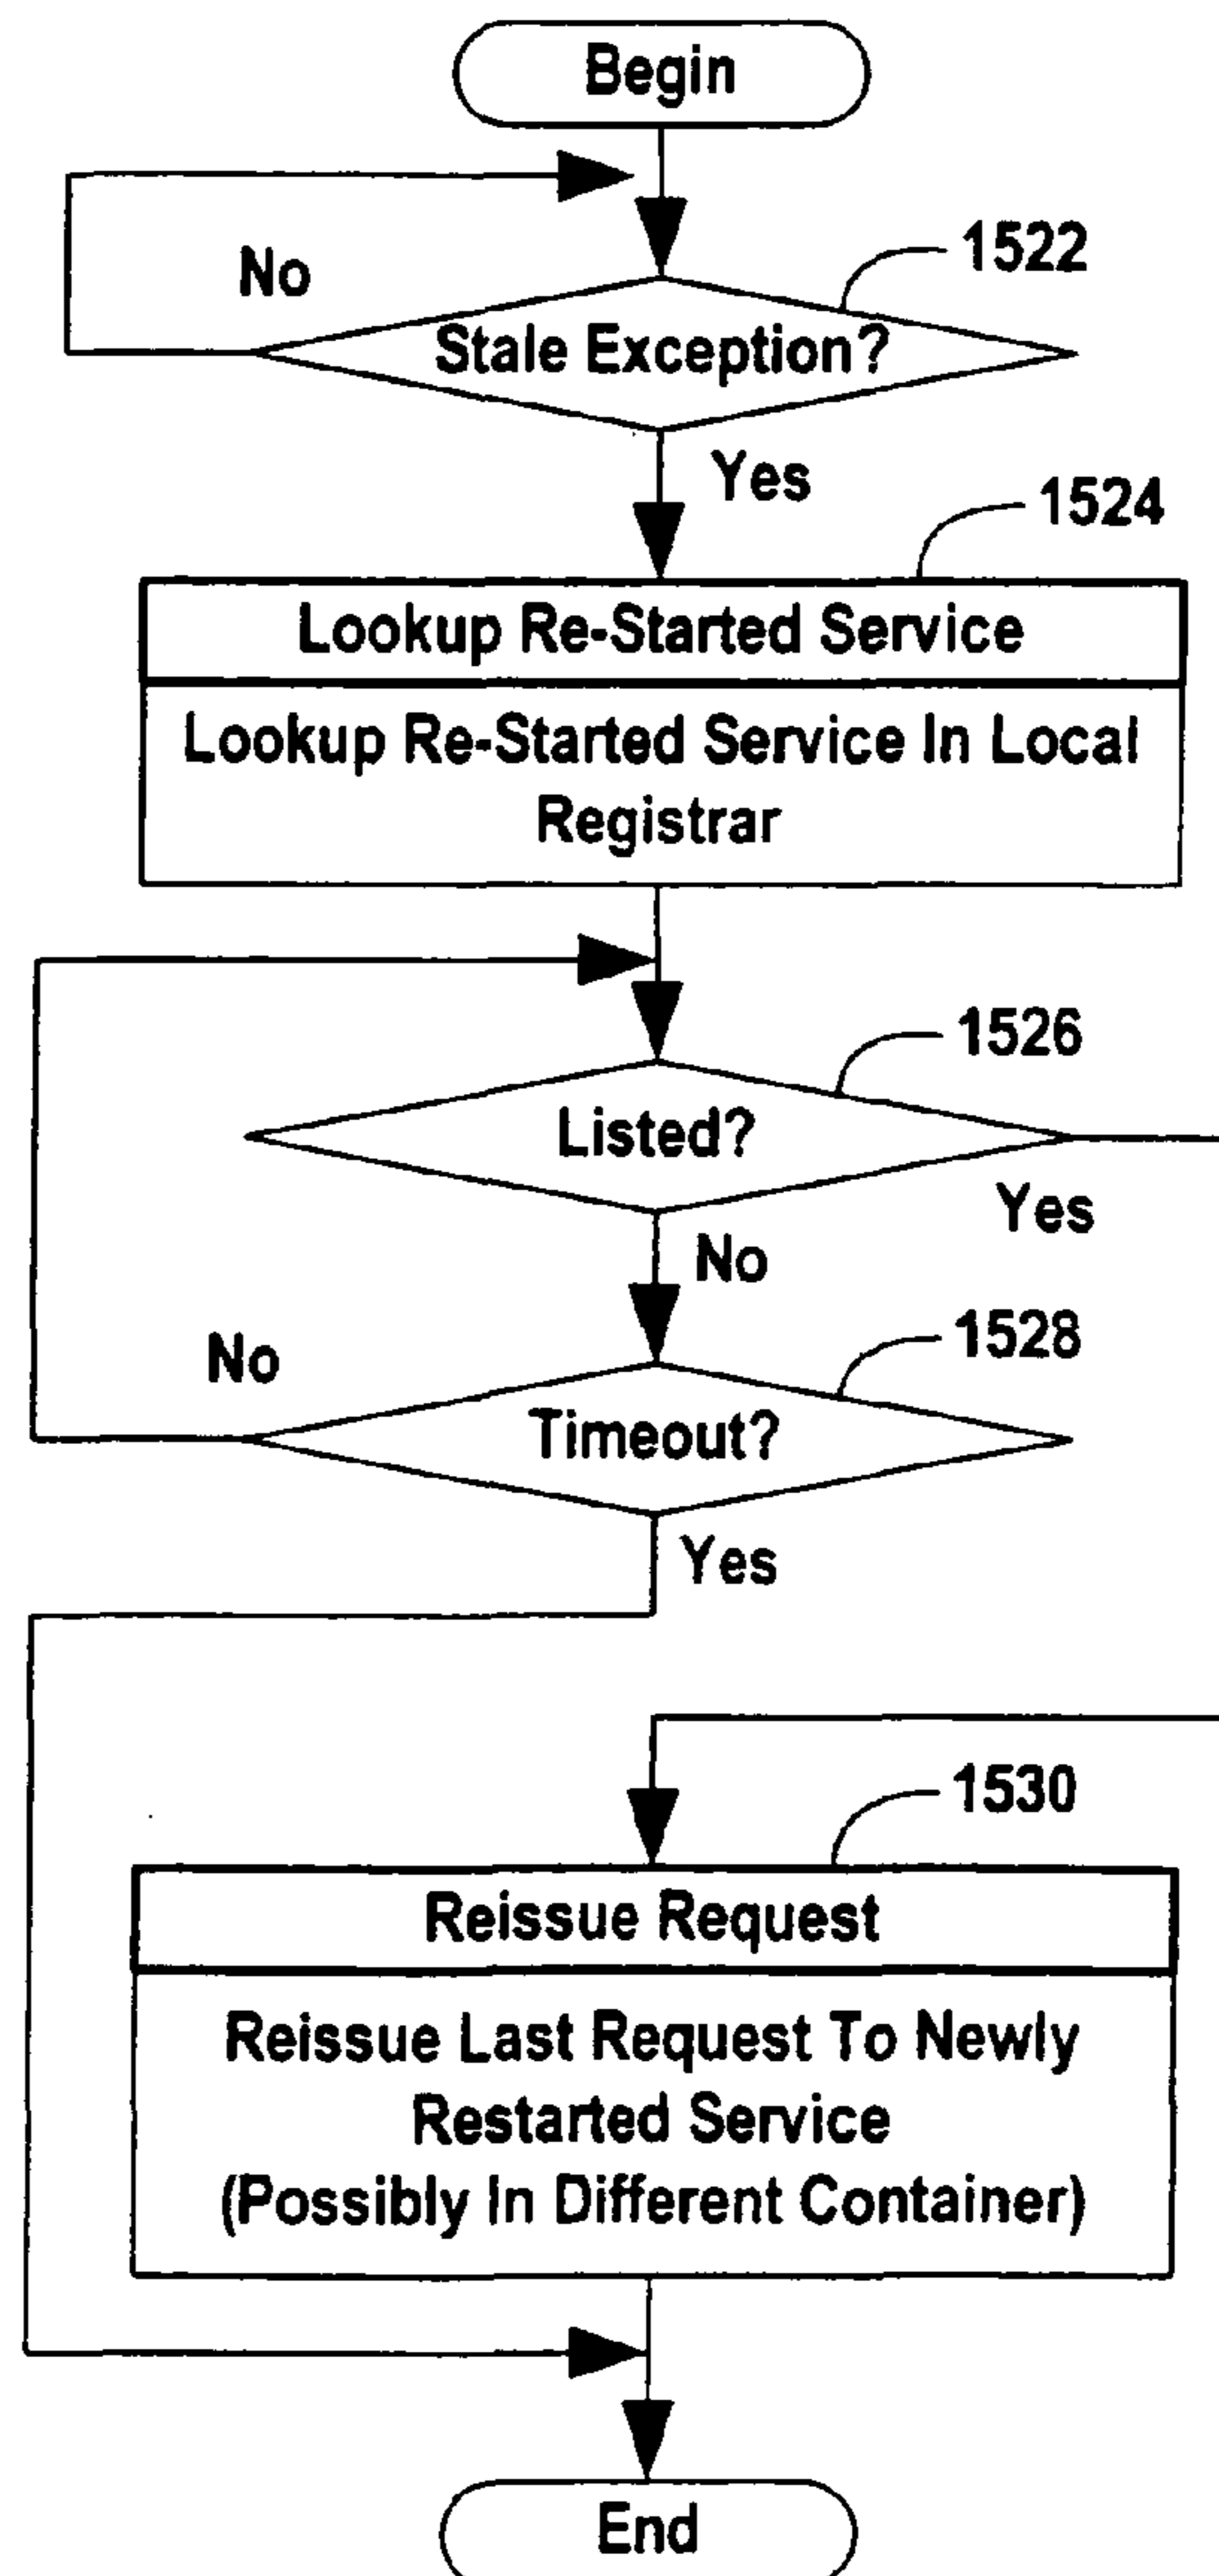 Begin
No
1522
Stale Exception?
Yes
1524
Lookup Re-Started Service
Lookup Re-Started Service In Local
Registrar
1526
Listed?
Yes
No
1528
No
Timeout?
Yes
1530
Reissue Request
Reissue Last Request To Newly
Restarted Service
(Possibly In Different Container)
End